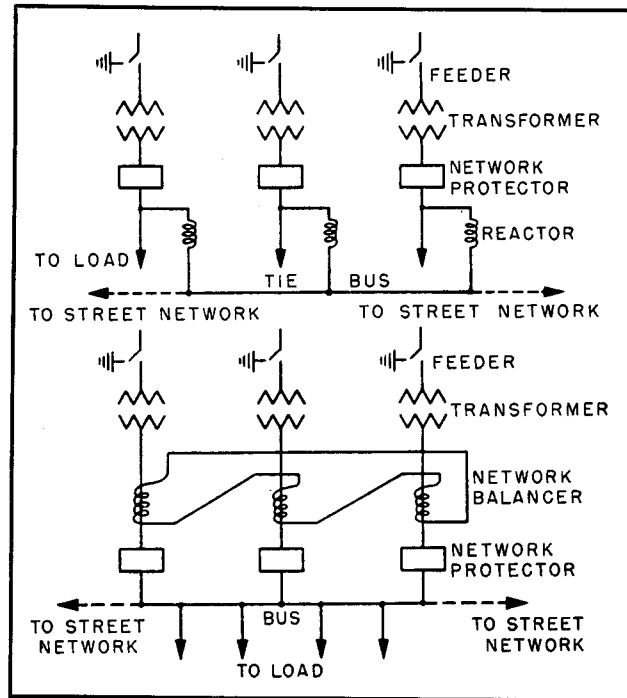 FEEDER
TRANSFORMER
NETWORK
PROTECTOR
REACTOR
TO LOAD
TIE BUS
TO STREET NETWORK TO STREET NETWORK
FEEDER
TRANSFORMER
NETWORK
BALANCER
NETWORK
PROTECTOR
BUS
TO STREET
NETWORK
TO STREET
NETWORK
TO LOAD